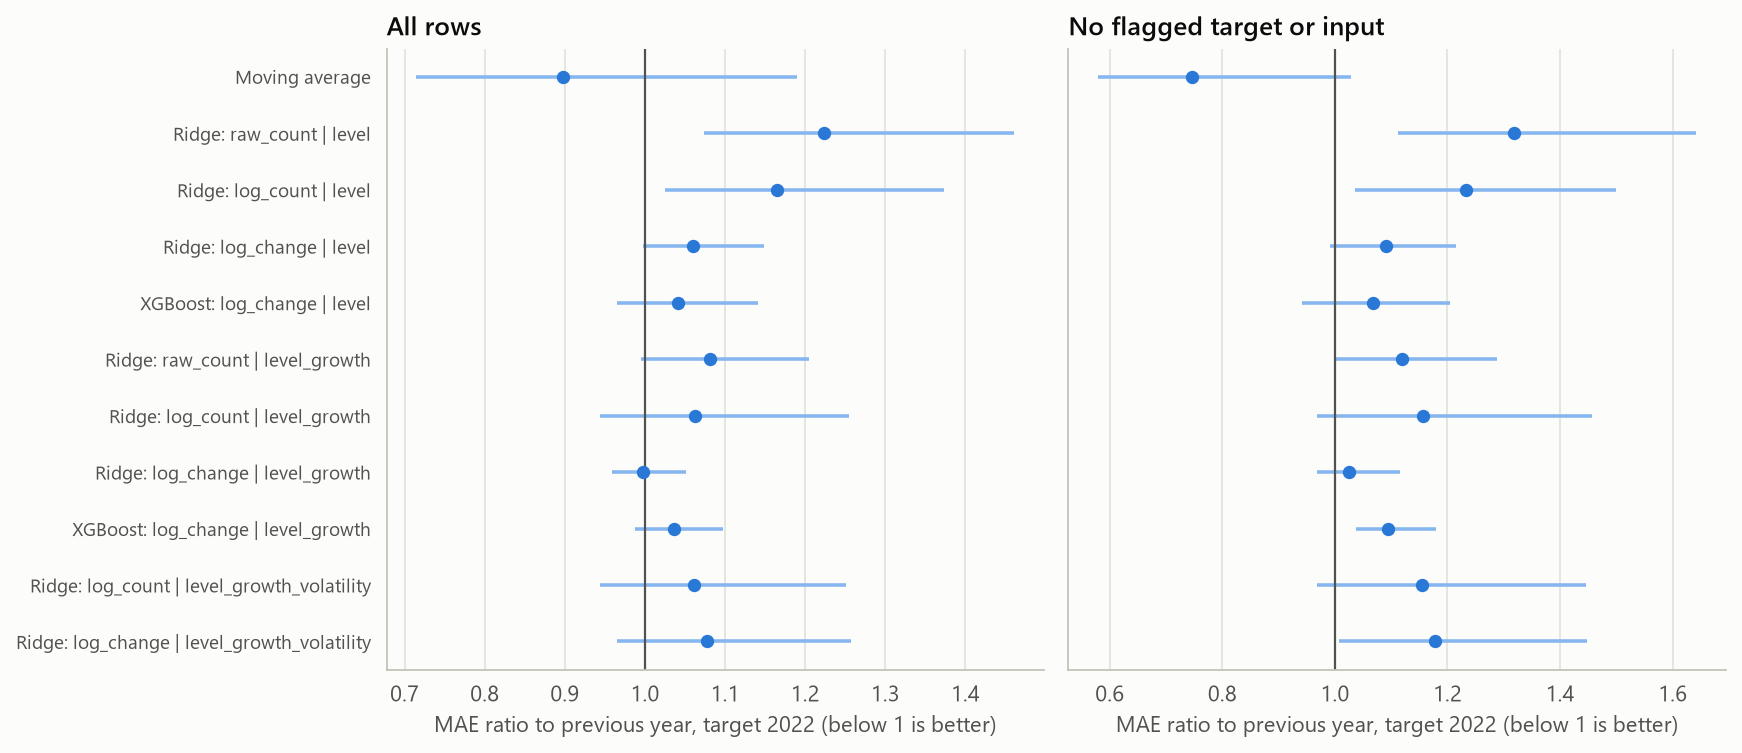 All rows
No flagged target or input
Moving average
Ridge: raw_count | level
Ridge: log_count | level
Ridge: log_change | level
XGBoost: log_change | level
Ridge: raw_count | level_growth
Ridge: log_count | level_growth
Ridge: log_change | level_growth
XGBoost: log_change | level_growth
Ridge: log_count | level_growth_volatility
Ridge: log_change | level_growth_volatility
0.7 0.8 0.9 1.0 1.1 1.2 1.3 1.4
0.6 0.8 1.0 1.2 1.4 1.6
MAE ratio to previous year, target 2022 (below 1 is better)
MAE ratio to previous year, target 2022 (below 1 is better)